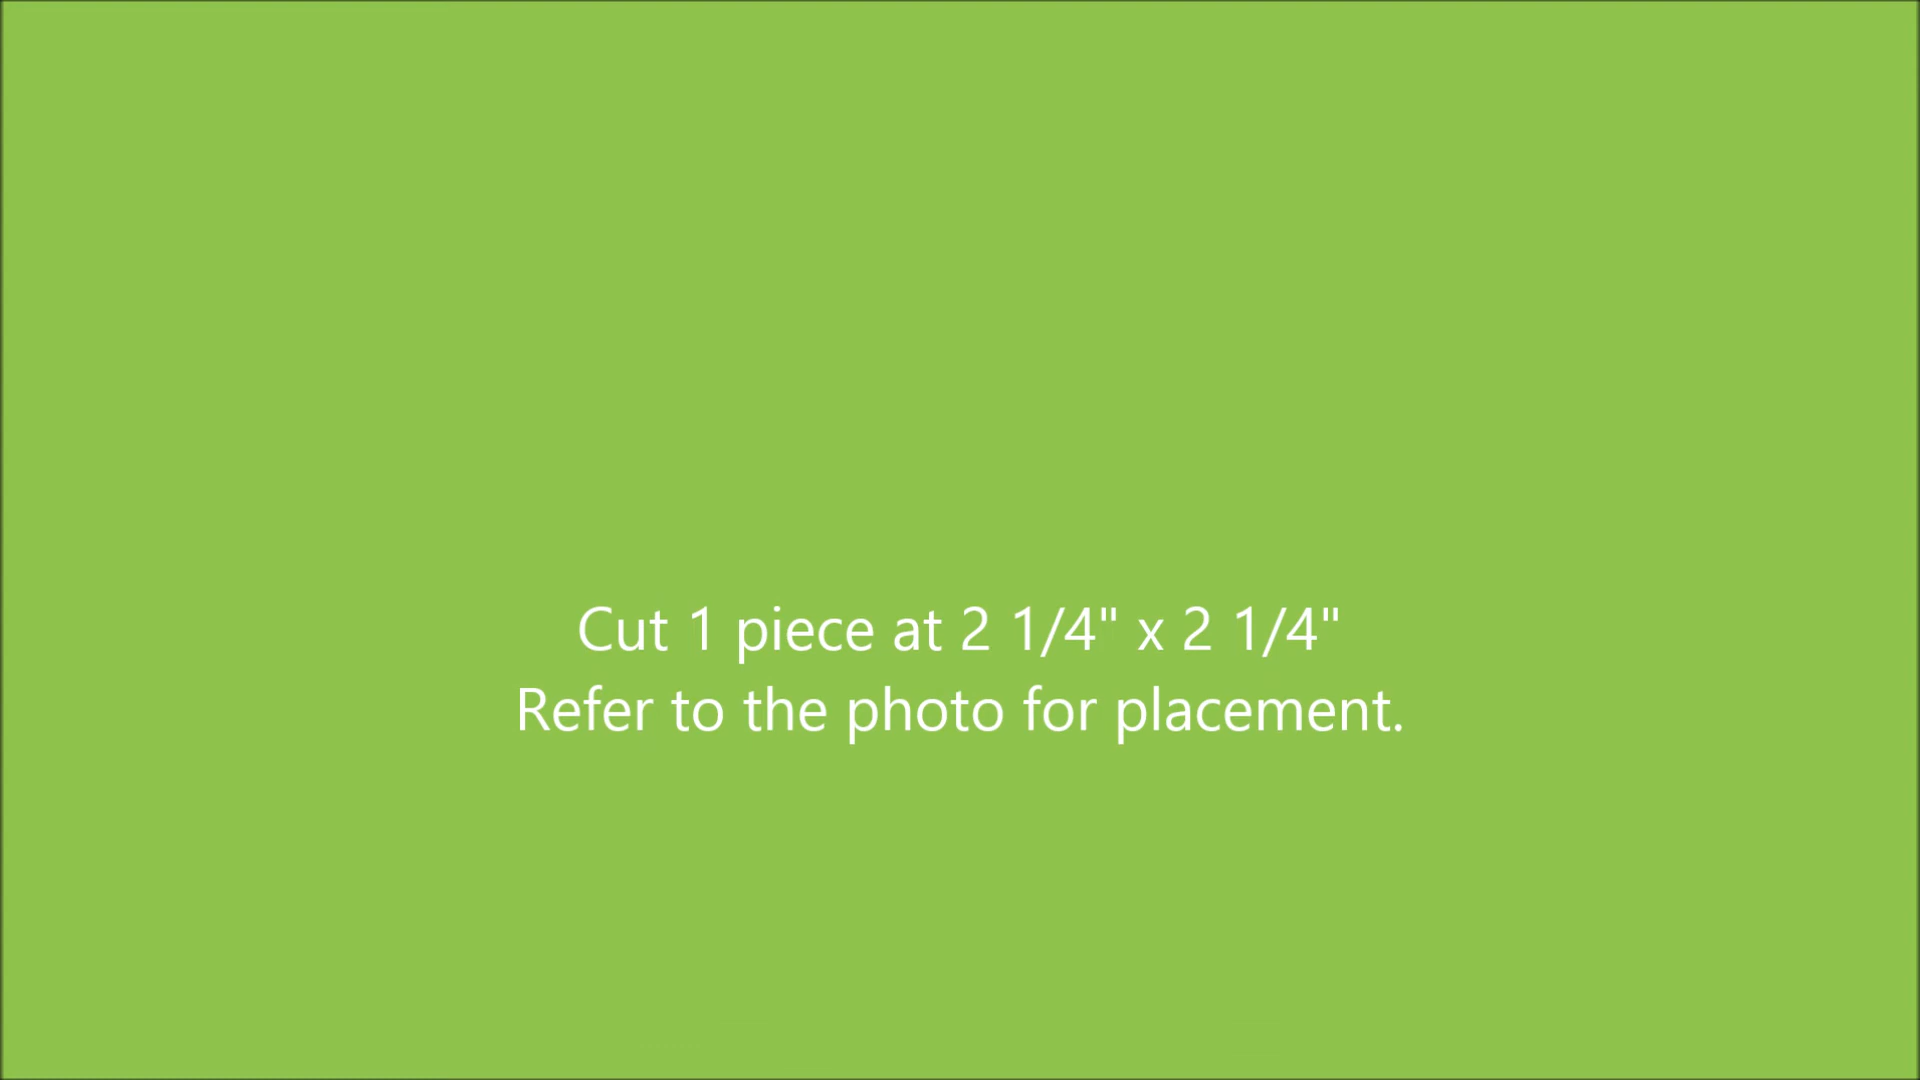 Cut 1 piece at 2 1/4" x 2 1/4"
Refer to the photo for placement.